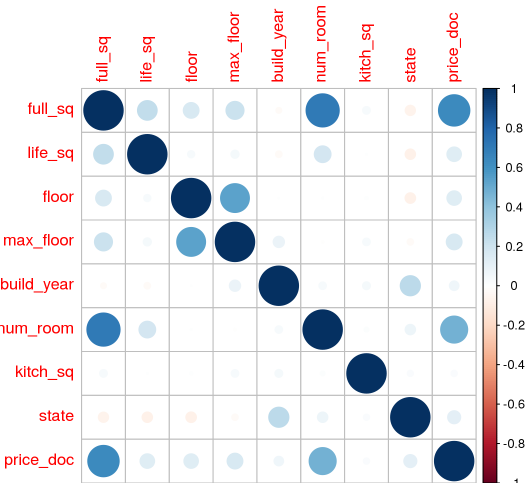 full_sq
life_sq
floor
max_floor
build_year
num_room
kitch_sq
state
price_doc
full_sq
life_sq
floor
max_floor
build_year
num_room
kitch_sq
state
price_doc
1
0.8
0.6
0.4
0.2
0
-0.2
-0.4
-0.6
-0.8